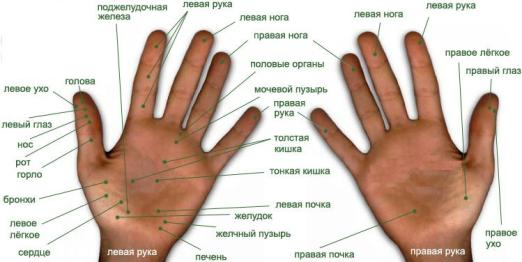 поджелудочная
железа
левая рука
левая нога
правая нога
половые органы
мочевой пузырь
правая
рука
толстая
кишка
тонкая кишка
левая почка
желудок
желчный пузырь
печень
голова
левое ухо
левый глаз
нос
рот
горло
бронхи
левое
лёгкое
сердце
левая рука
левая нога
левая рука
правое лёгкое
правый глаз
правое
ухо
правая почка
правая рука